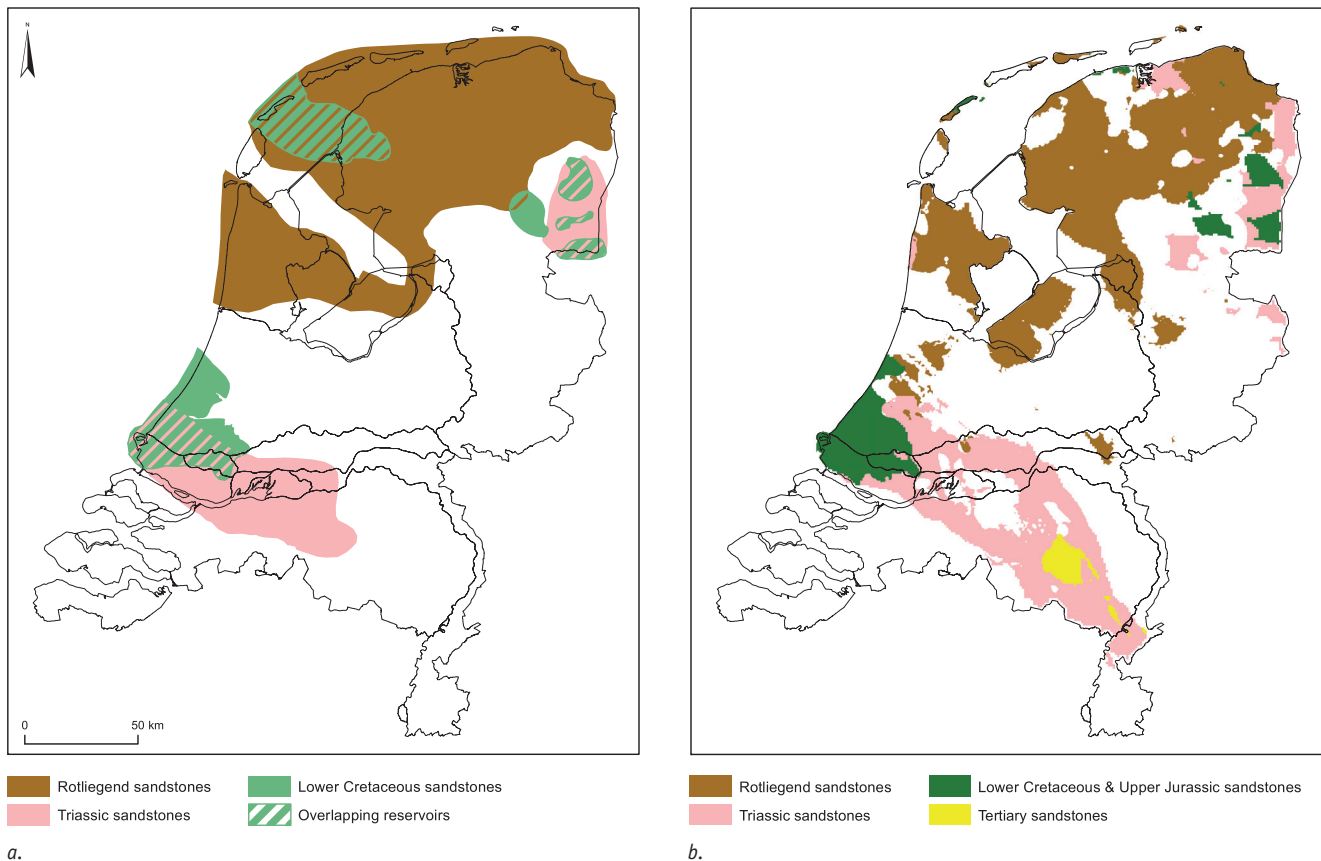 N
0
50 km
Rotliegend sandstones
Lower Cretaceous sandstones
Triassic sandstones
Overlapping reservoirs
a.
Rotliegend sandstones
Lower Cretaceous & Upper Jurassic sandstones
Triassic sandstones
Tertiary sandstones
b.